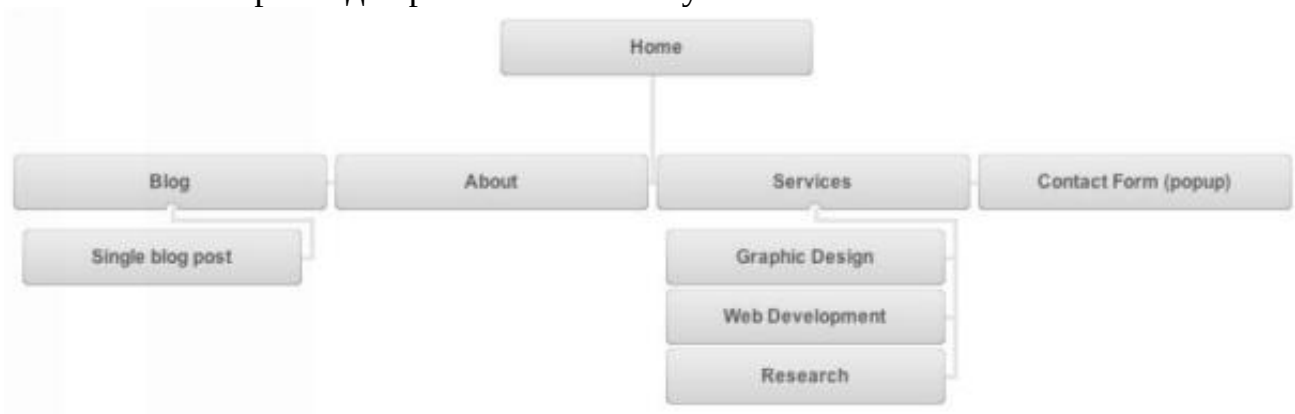 Home
Blog
About
Services
Contact Form (popup)
Single blog post
Graphic Design
Web Development
Research